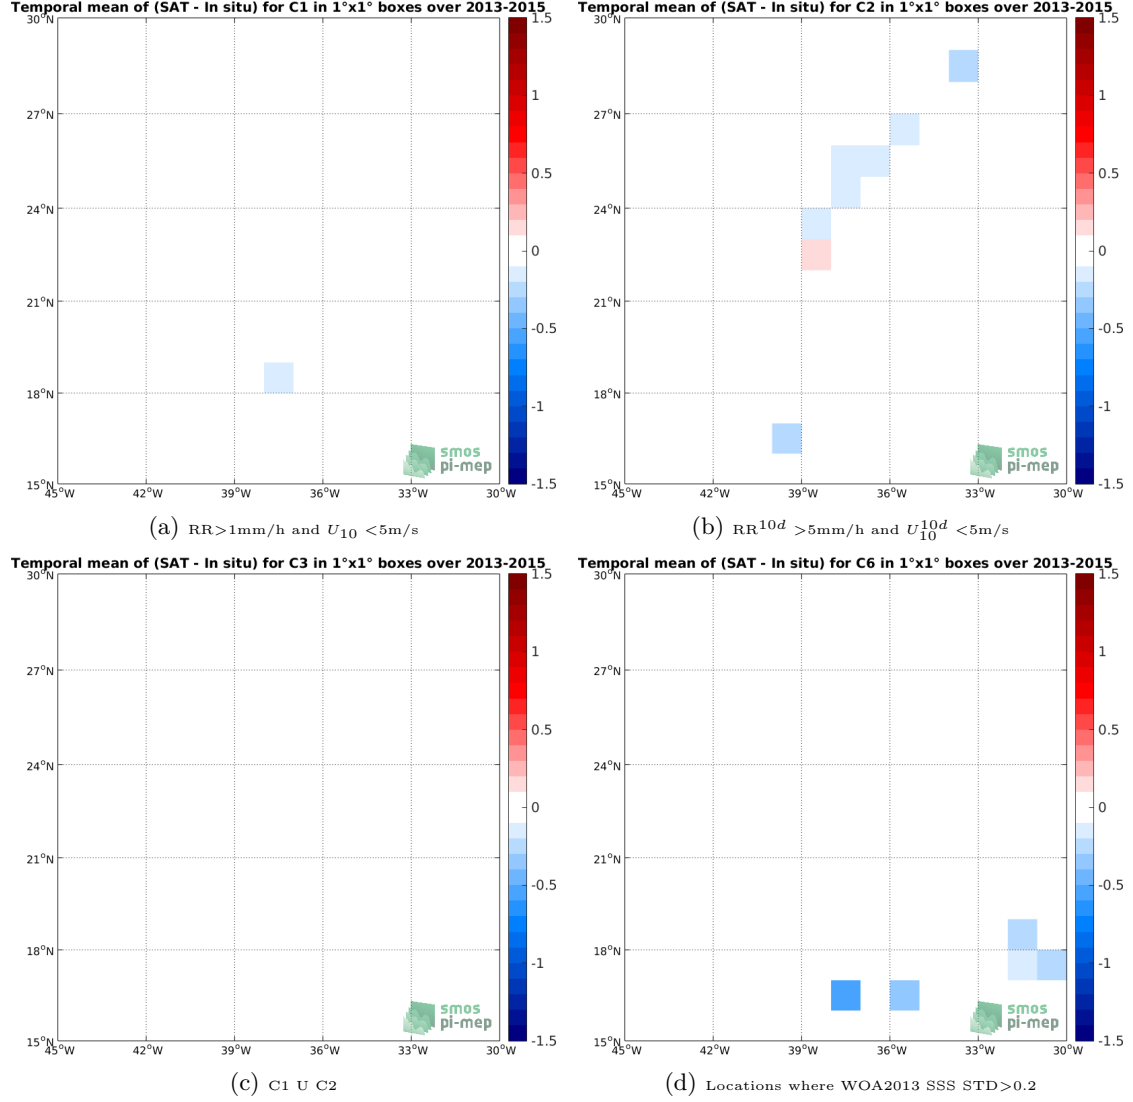 Temporal mean of (SAT - In situ) for C1 in 1°x1° boxes over 2013-2015
30°N
27°N
24°N
21°N
18°N
15°N
45°W 42°W 39°W 36°W 33°W 30°W
1.5
1
0.5
0
-0.5
-1
-1.5
smos
pi-mep
(a) RR>1mm/h and U10 <5m/s
Temporal mean of (SAT - In situ) for C2 in 1°x1° boxes over 2013-2015
30°N
27°N
24°N
21°N
18°N
15°N
45°W 42°W 39°W 36°W 33°W 30°W
1.5
1
0.5
0
-0.5
-1
-1.5
smos
pi-mep
(b) RR^10d >5mm/h and U10^10d <5m/s
Temporal mean of (SAT - In situ) for C3 in 1°x1° boxes over 2013-2015
30°N
27°N
24°N
21°N
18°N
15°N
45°W 42°W 39°W 36°W 33°W 30°W
1.5
1
0.5
0
-0.5
-1
-1.5
smos
pi-mep
(c) C1 U C2
Temporal mean of (SAT - In situ) for C6 in 1°x1° boxes over 2013-2015
30°N
27°N
24°N
21°N
18°N
15°N
45°W 42°W 39°W 36°W 33°W 30°W
1.5
1
0.5
0
-0.5
-1
-1.5
smos
pi-mep
(d) Locations where WOA2013 SSS STD>0.2